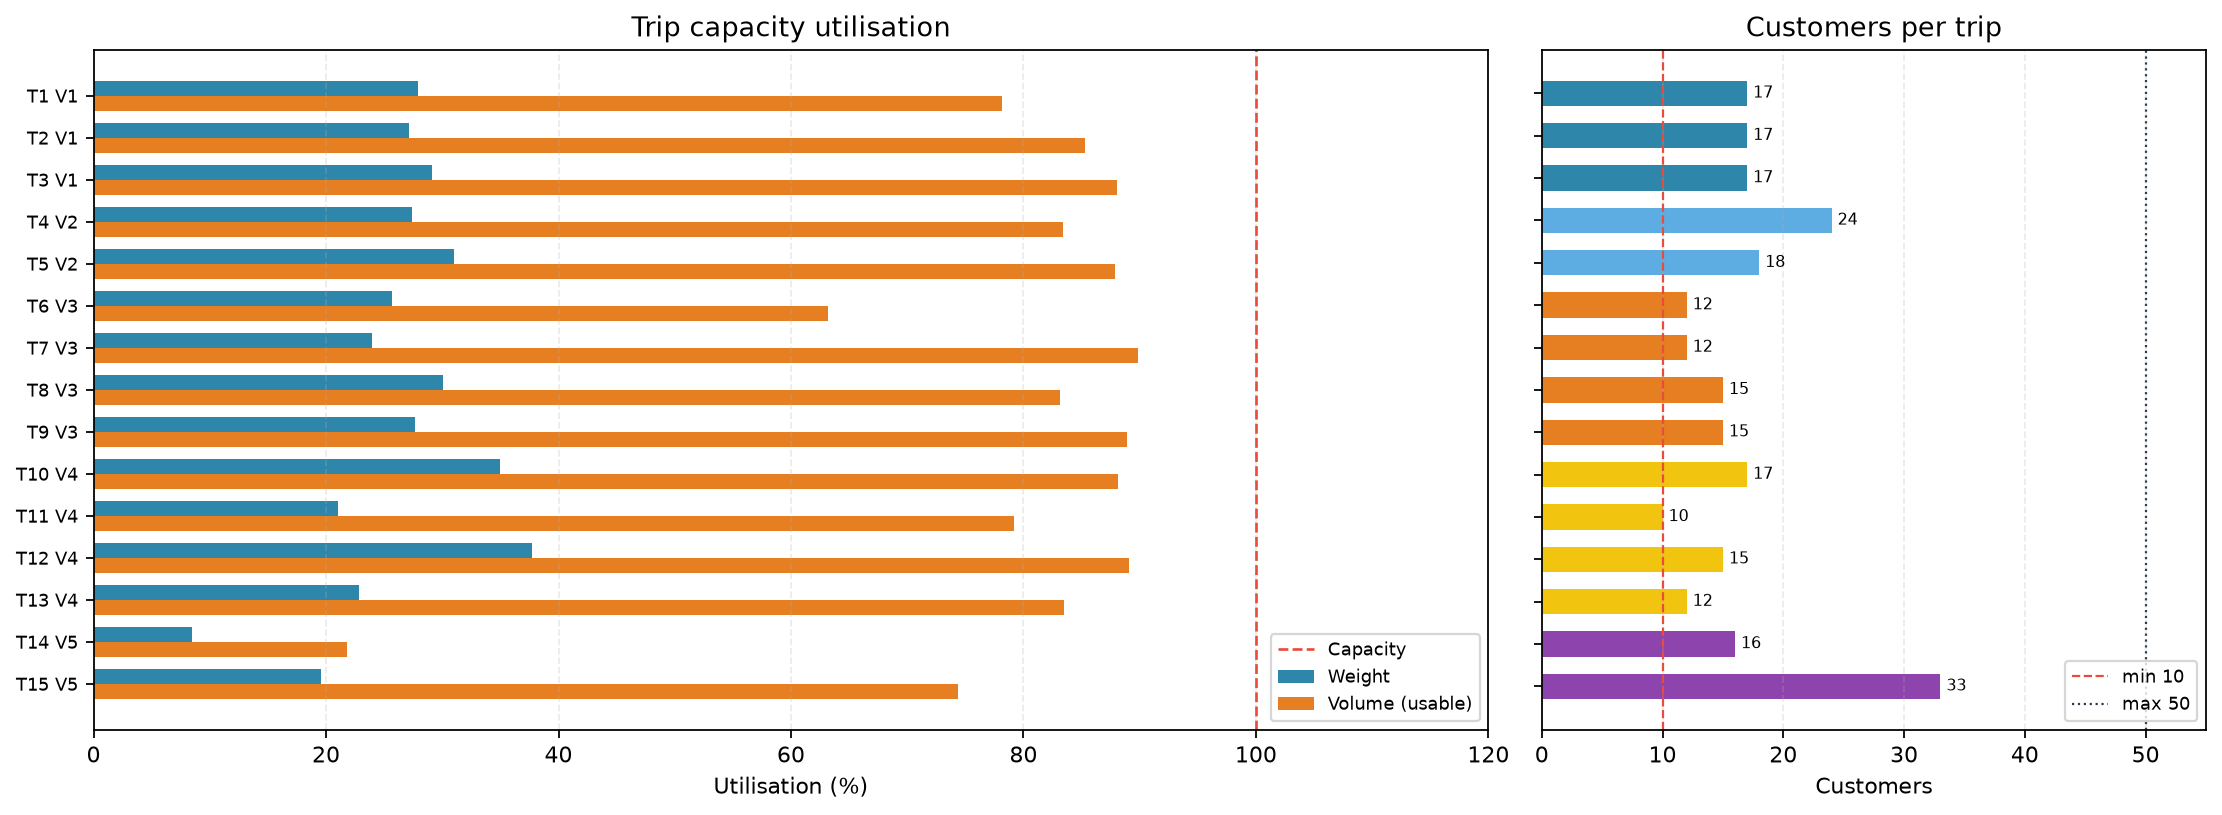 Trip capacity utilisation
T1 V1
T2 V1
T3 V1
T4 V2
T5 V2
T6 V3
T7 V3
T8 V3
T9 V3
T10 V4
T11 V4
T12 V4
T13 V4
T14 V5
T15 V5
Capacity
Weight
Volume (usable)
0 20 40 60 80 100 120
Utilisation (%)
Customers per trip
17
17
17
24
18
12
12
15
15
17
10
15
12
16
33
min 10
max 50
0 10 20 30 40 50
Customers